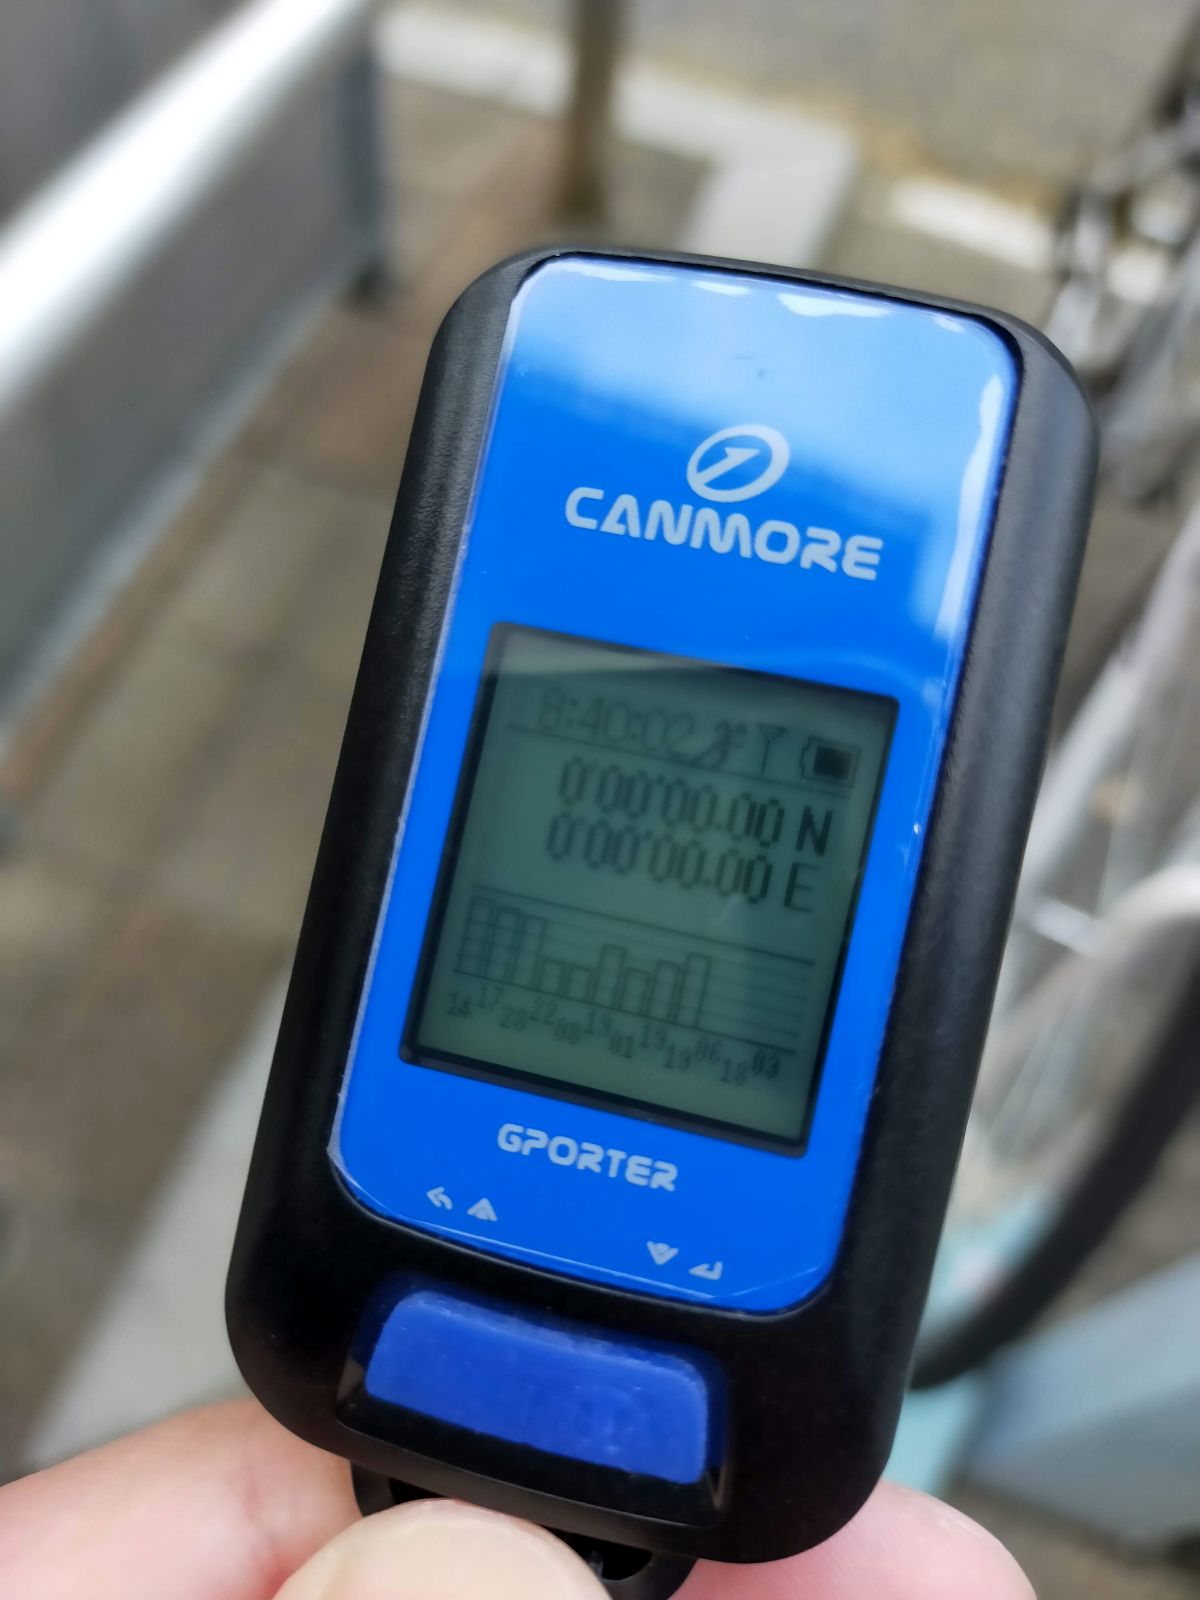 CANMORE
8:40:02
0°00'00.00 N
0°00'00.00 E
14 17 28 22 08 19 01 19 19 06 18 03
GPORTER